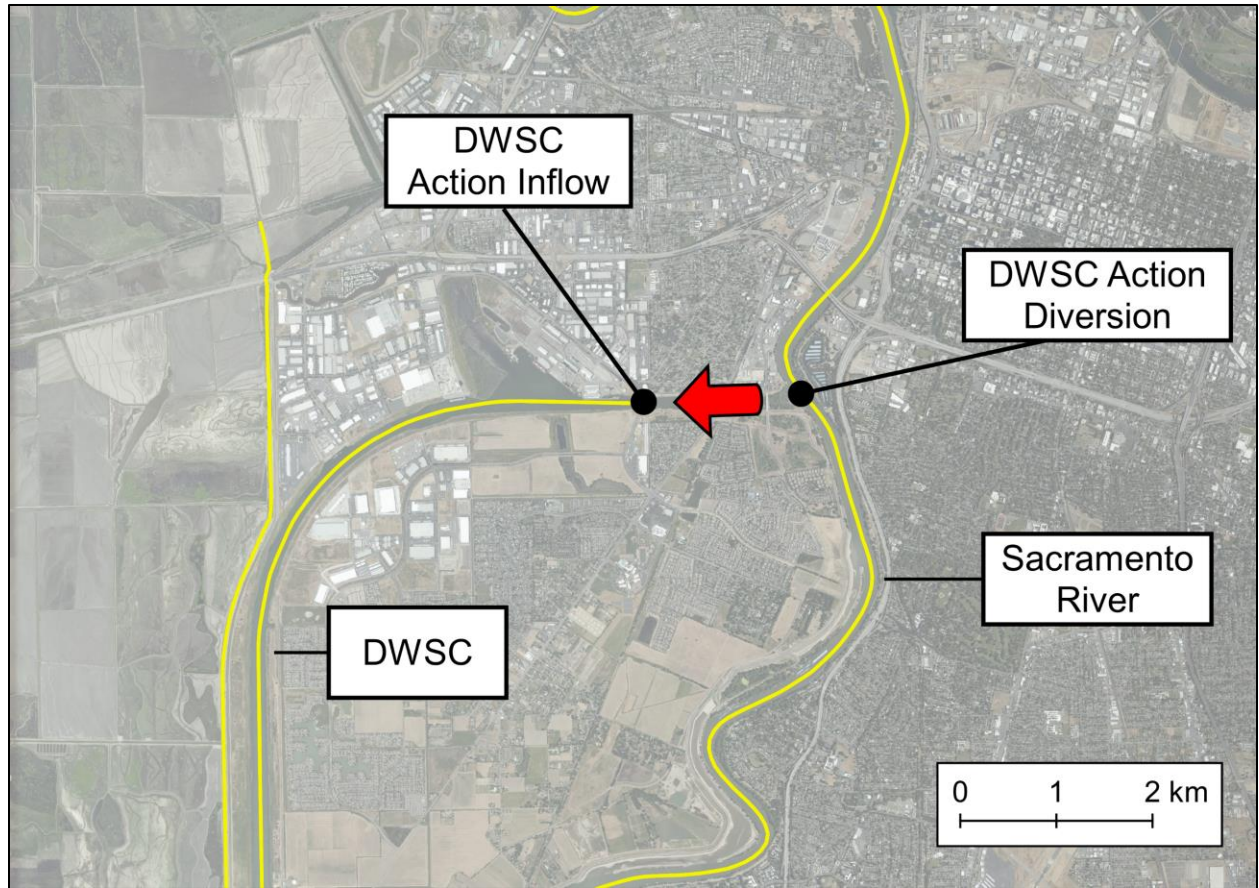 DWSC
Action Inflow
DWSC Action
Diversion
Sacramento
River
DWSC
0 1 2 km